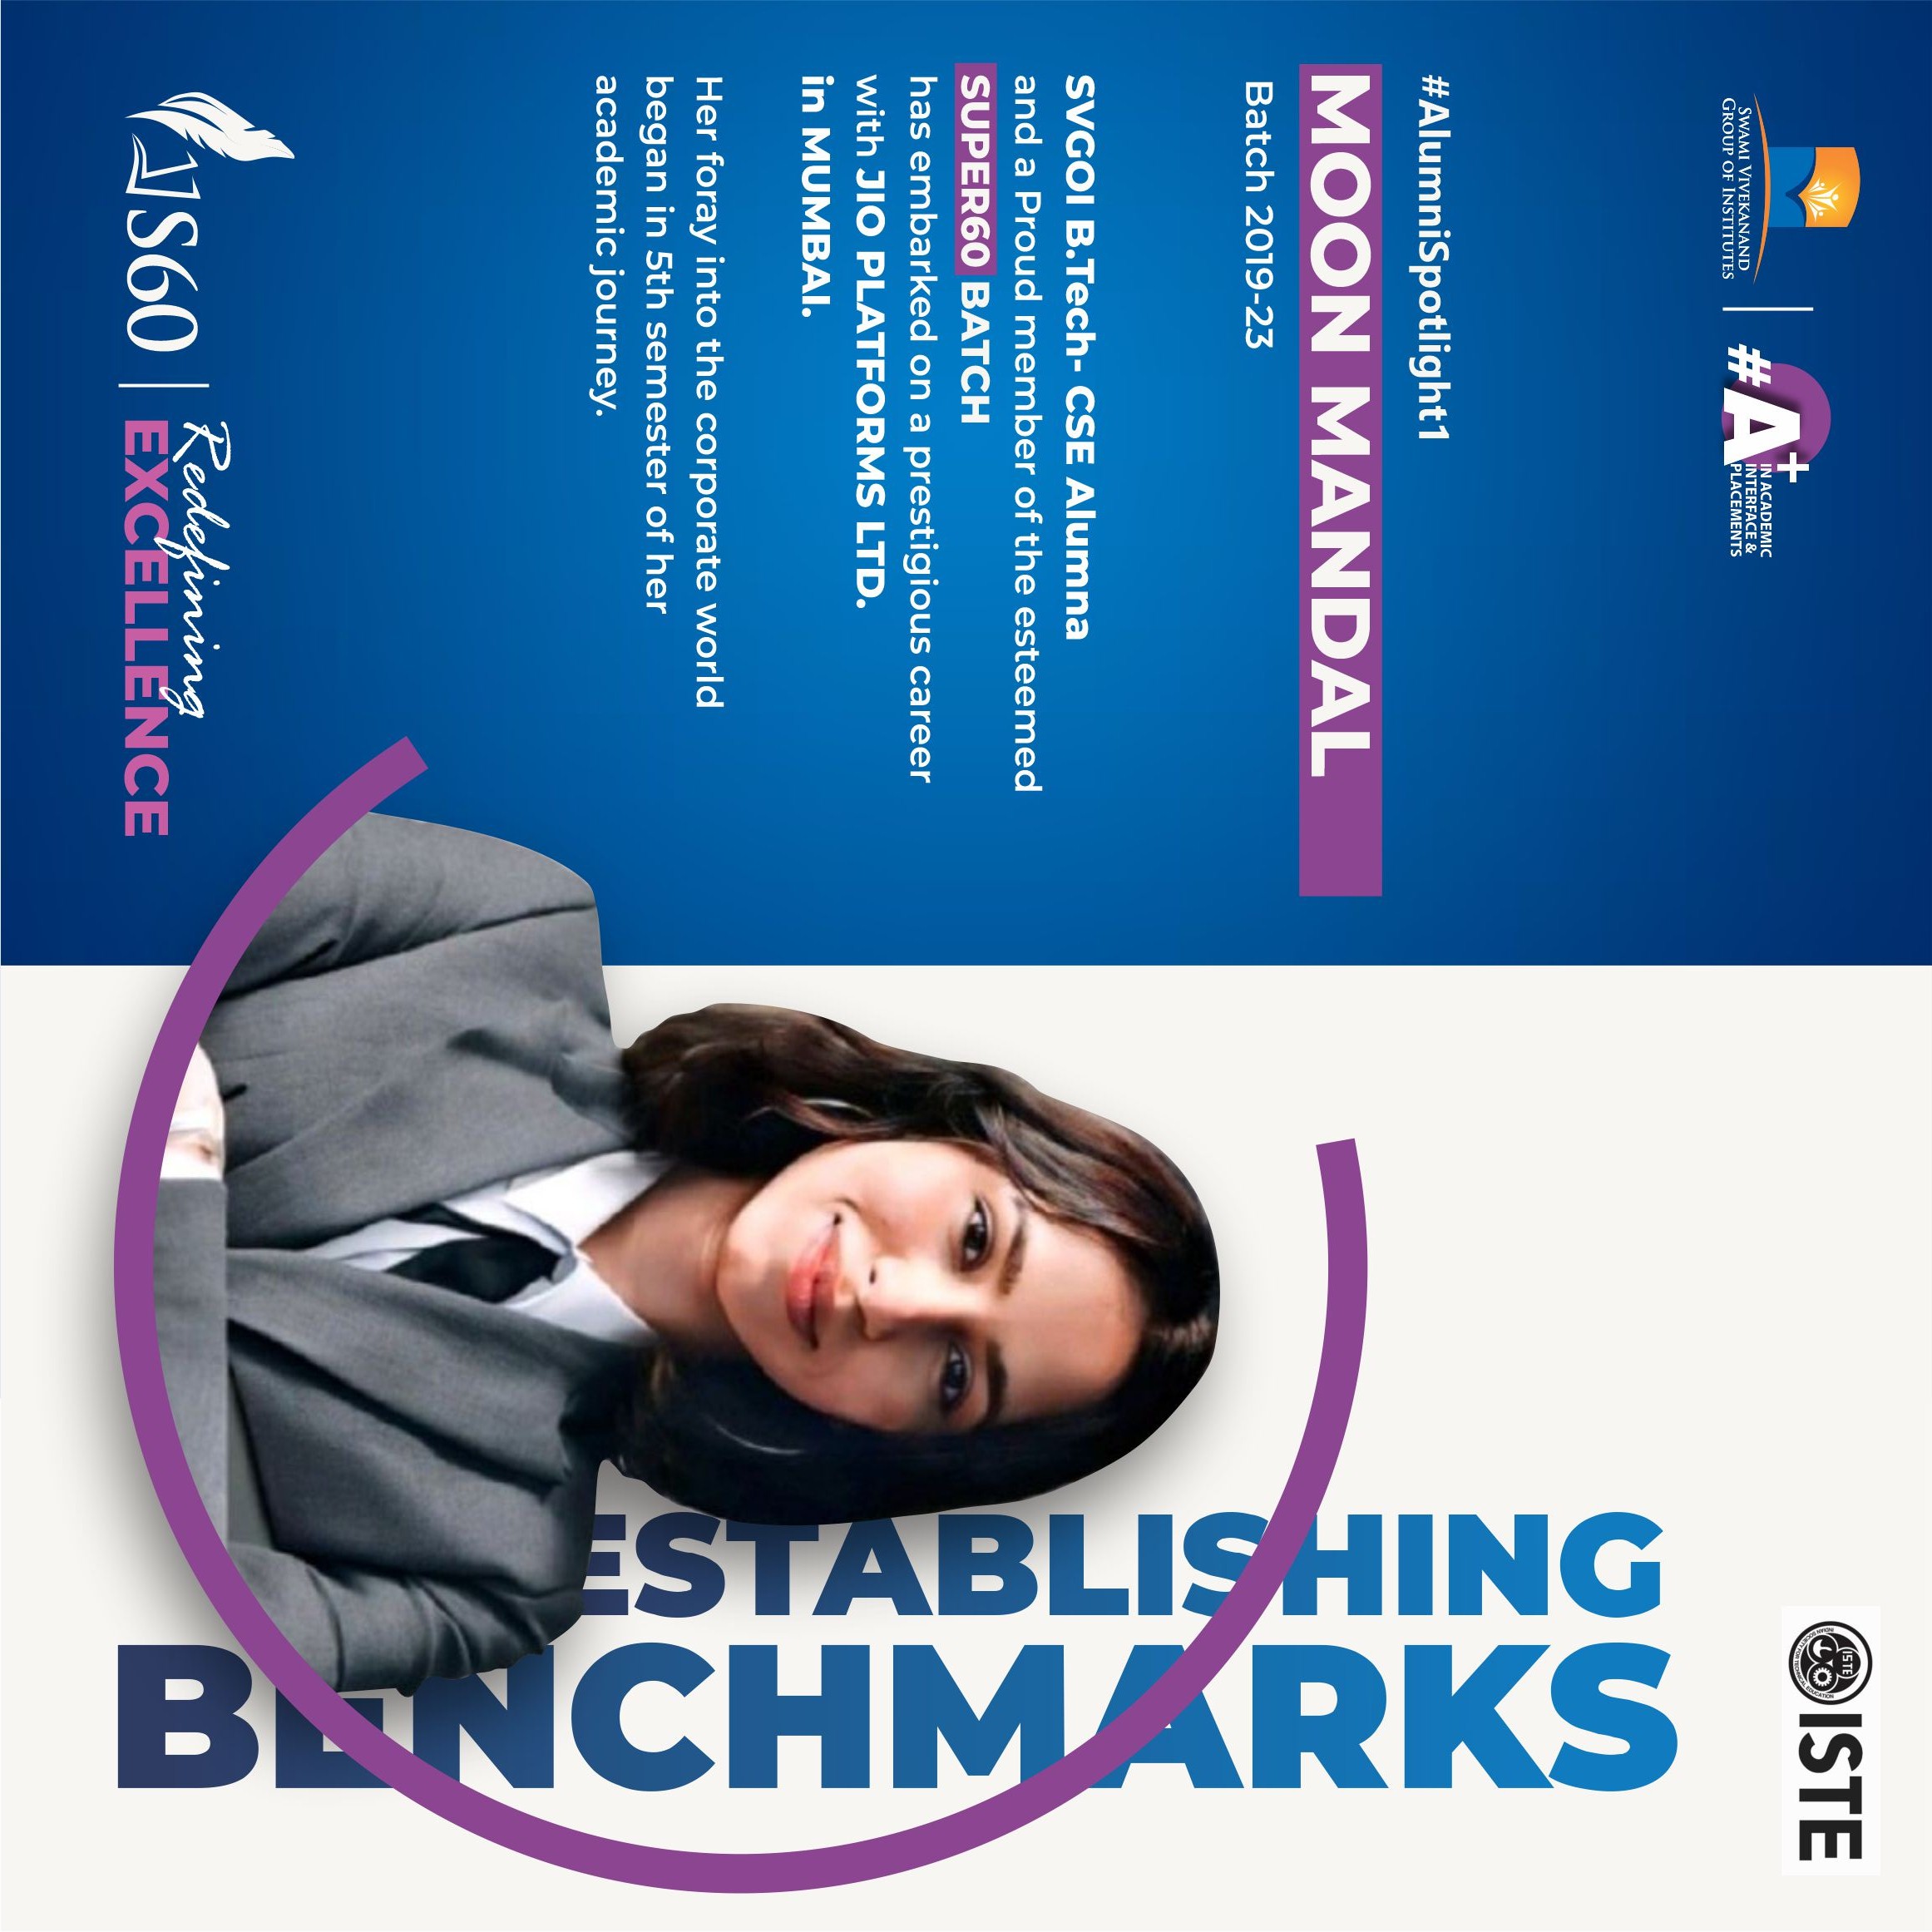 SWAMI VIVEKANAND
GROUP OF INSTITUTES
#A+
IN ACADEMIC
INTERFACE &
PLACEMENTS
ISTE
ISTE
#AlumniSpotlight1
MOON MANDAL
Batch 2019-23
SVGOI B.Tech- CSE Alumna
and a Proud member of the esteemed
SUPER60 BATCH
has embarked on a prestigious career
with JIO PLATFORMS LTD.
in MUMBAI.
Her foray into the corporate world
began in 5th semester of her
academic journey.
ESTABLISHING
BENCHMARKS
S60
Redefining
EXCELLENCE